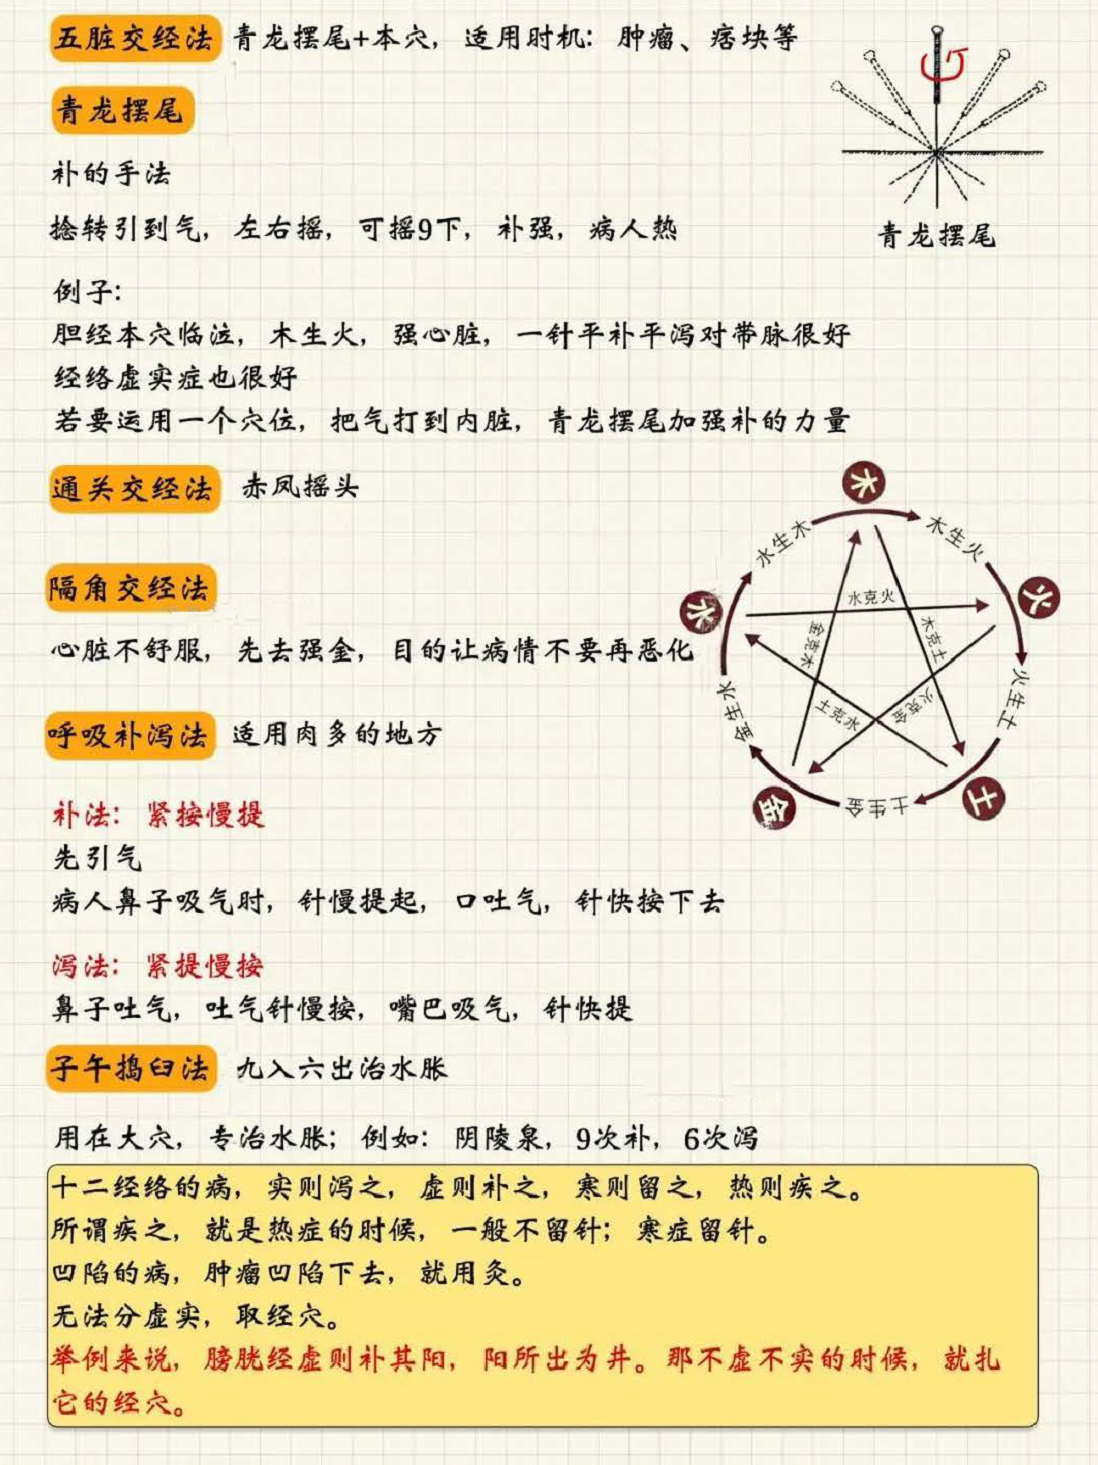 五脏交经法 青龙摆尾+本穴，适用时机：肿瘤、痞块等
青龙摆尾
补的手法
捻转引到气，左右摇，可摇9下，补强，病人热
青龙摆尾
例子：
胆经本穴临泣，木生火，强心脏，一针平补平泻对带脉很好
经络虚实症也很好
若要运用一个穴位，把气打到内脏，青龙摆尾加强补的力量
通关交经法 赤凤摇头
隔角交经法
心脏不舒服，先去强金，目的让病情不要再恶化
木
木生火
火
火生土
土
土生金
金
金生水
水
水生木
水克火
木克土
火克金
土克水
金克木
呼吸补泻法 适用肉多的地方
补法：紧按慢提
先引气
病人鼻子吸气时，针慢提起，口吐气，针快按下去
泻法：紧提慢按
鼻子吐气，吐气针慢按，嘴巴吸气，针快提
子午捣臼法 九入六出治水胀
用在大穴，专治水胀；例如：阴陵泉，9次补，6次泻
十二经络的病，实则泻之，虚则补之，寒则留之，热则疾之。
所谓疾之，就是热症的时候，一般不留针；寒症留针。
凹陷的病，肿瘤凹陷下去，就用灸。
无法分虚实，取经穴。
举例来说，膀胱经虚则补其阳，阳所出为井。那不虚不实的时候，就扎
它的经穴。